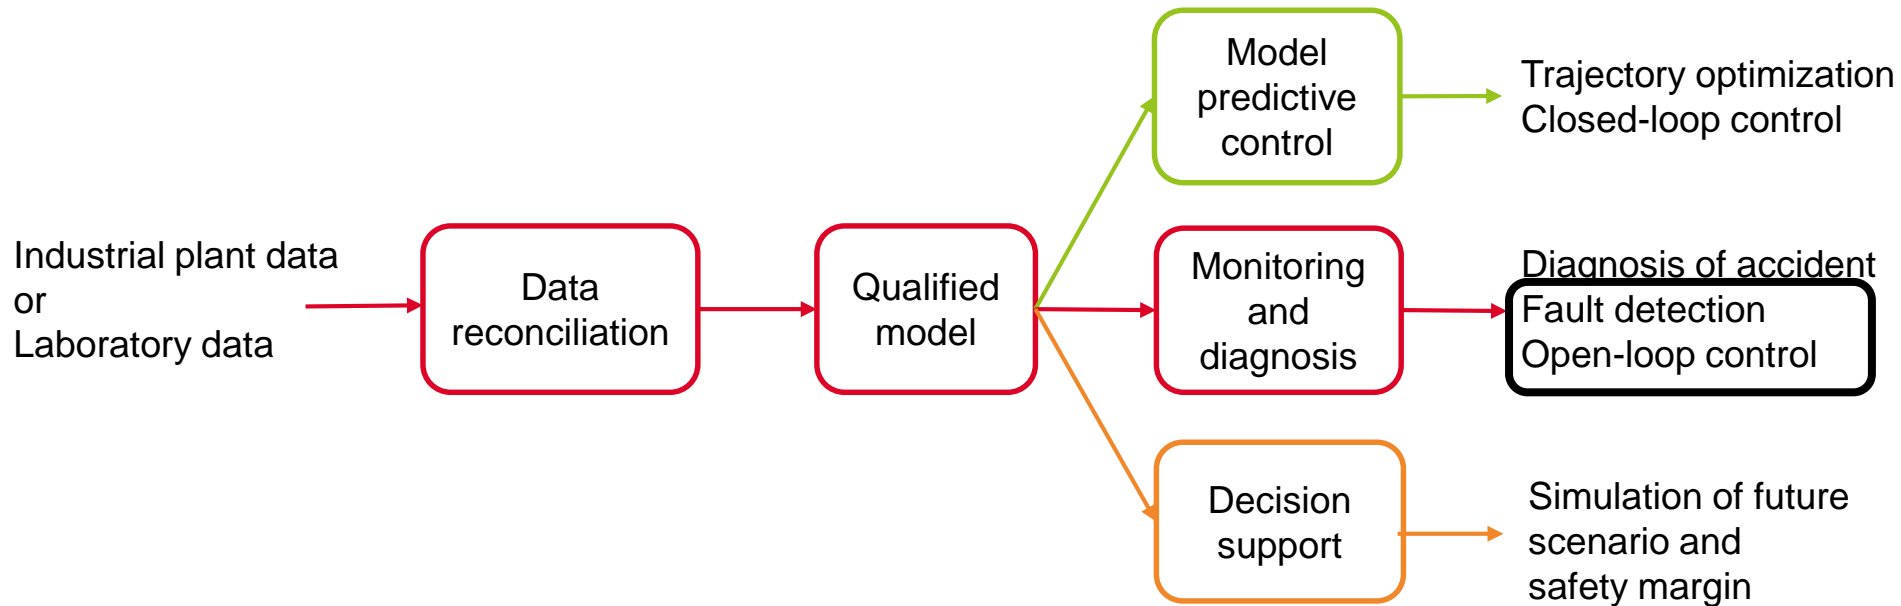 Industrial plant data
or
Laboratory data
Data
reconciliation
Qualified
model
Model
predictive
control
Trajectory optimization
Closed-loop control
Monitoring
and
diagnosis
Diagnosis of accident
Fault detection
Open-loop control
Decision
support
Simulation of future
scenario and
safety margin